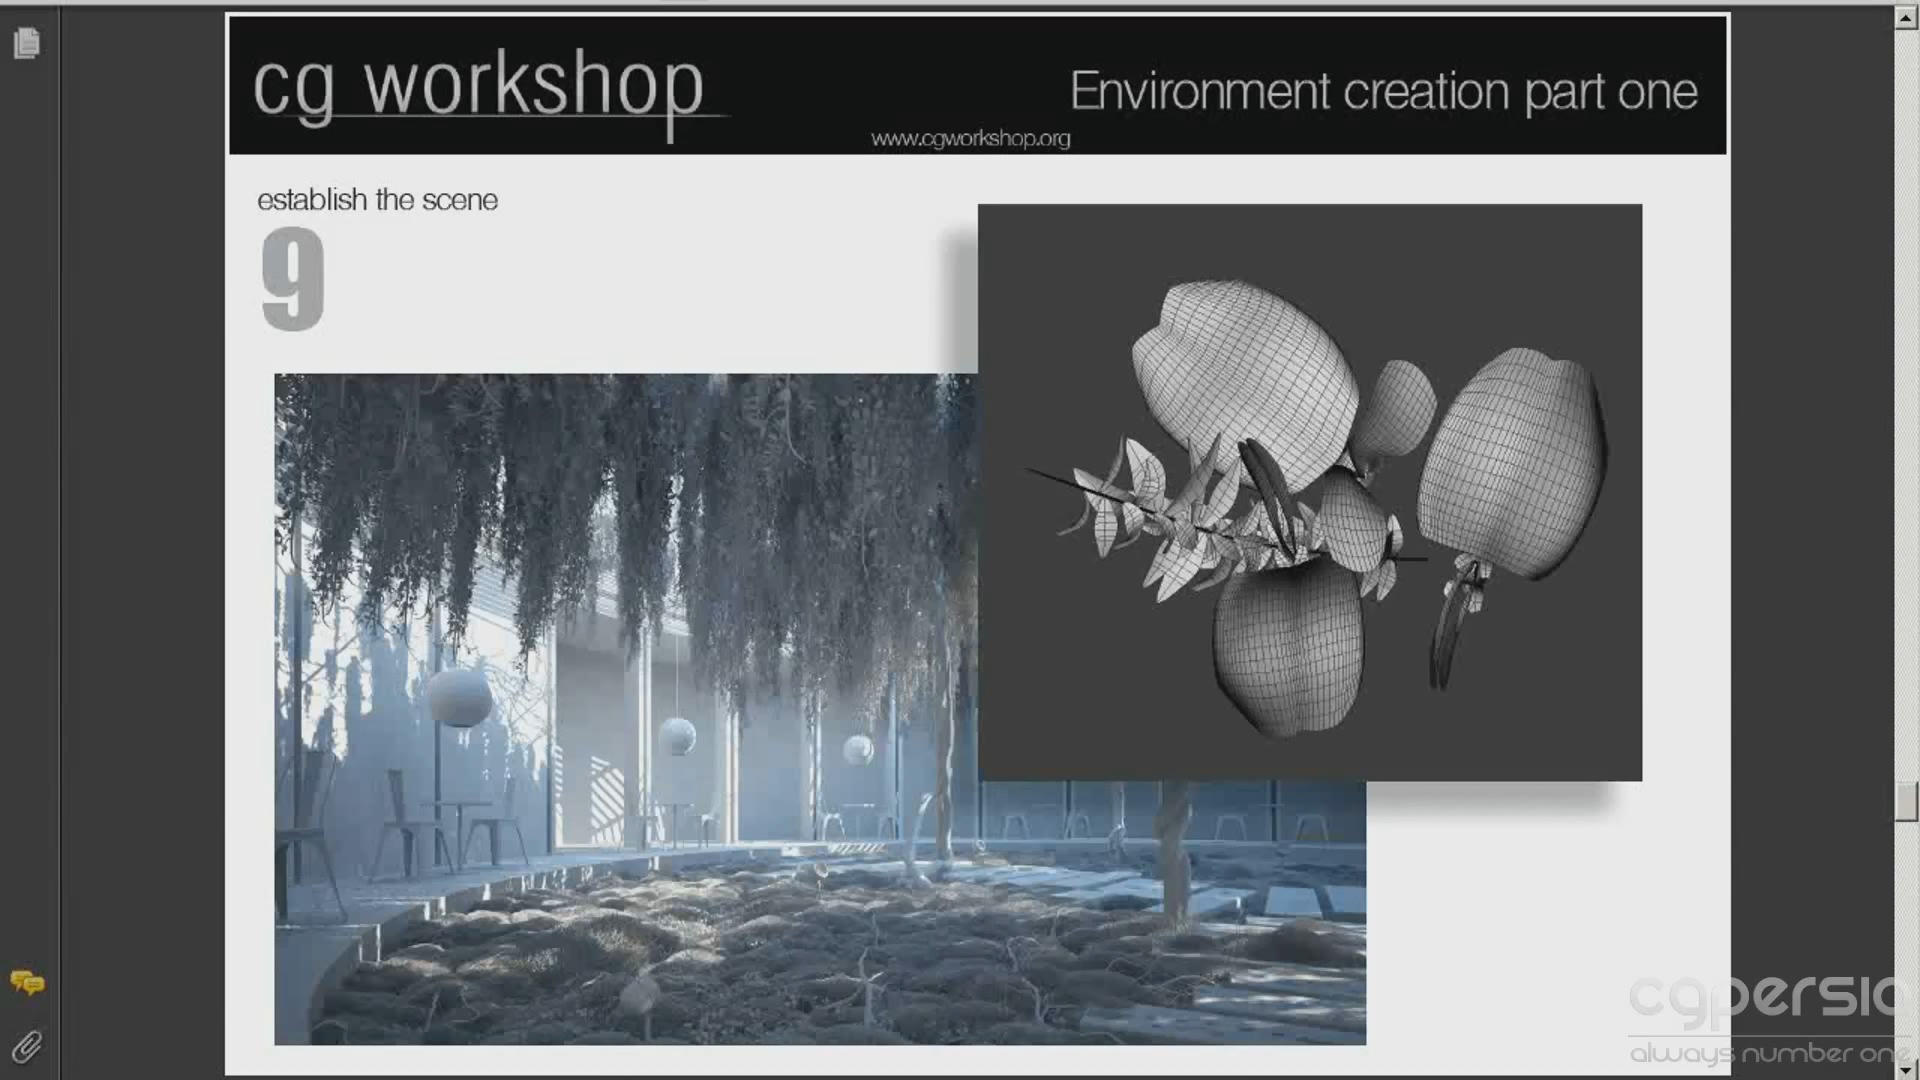 cg workshop
Environment creation part one
www.cgworkshop.org
establish the scene
9
cgpersia
always number one